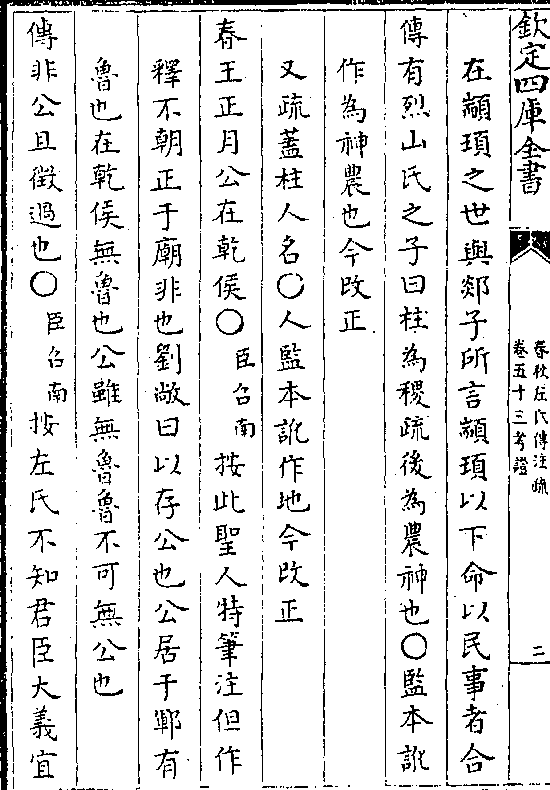 欽定四庫全書
春秋左氏傳注疏
卷五十三考證
二
在顓頊之世與郯子所言顓頊以下命以民事者合
傳有烈山氏之子曰柱為稷疏後為農神也〇監本訛
作為神農也今改正
又疏蓋柱人名〇人監本訛作地今改正
春王正月公在乾侯〇臣召南按此聖人特筆注但作
釋不朝正于廟非也劉敞曰以存公也公居于鄆有
魯也在乾侯無魯也公雖無魯魯不可無公也
傳非公且徵過也〇臣召南按左氏不知君臣大義宜